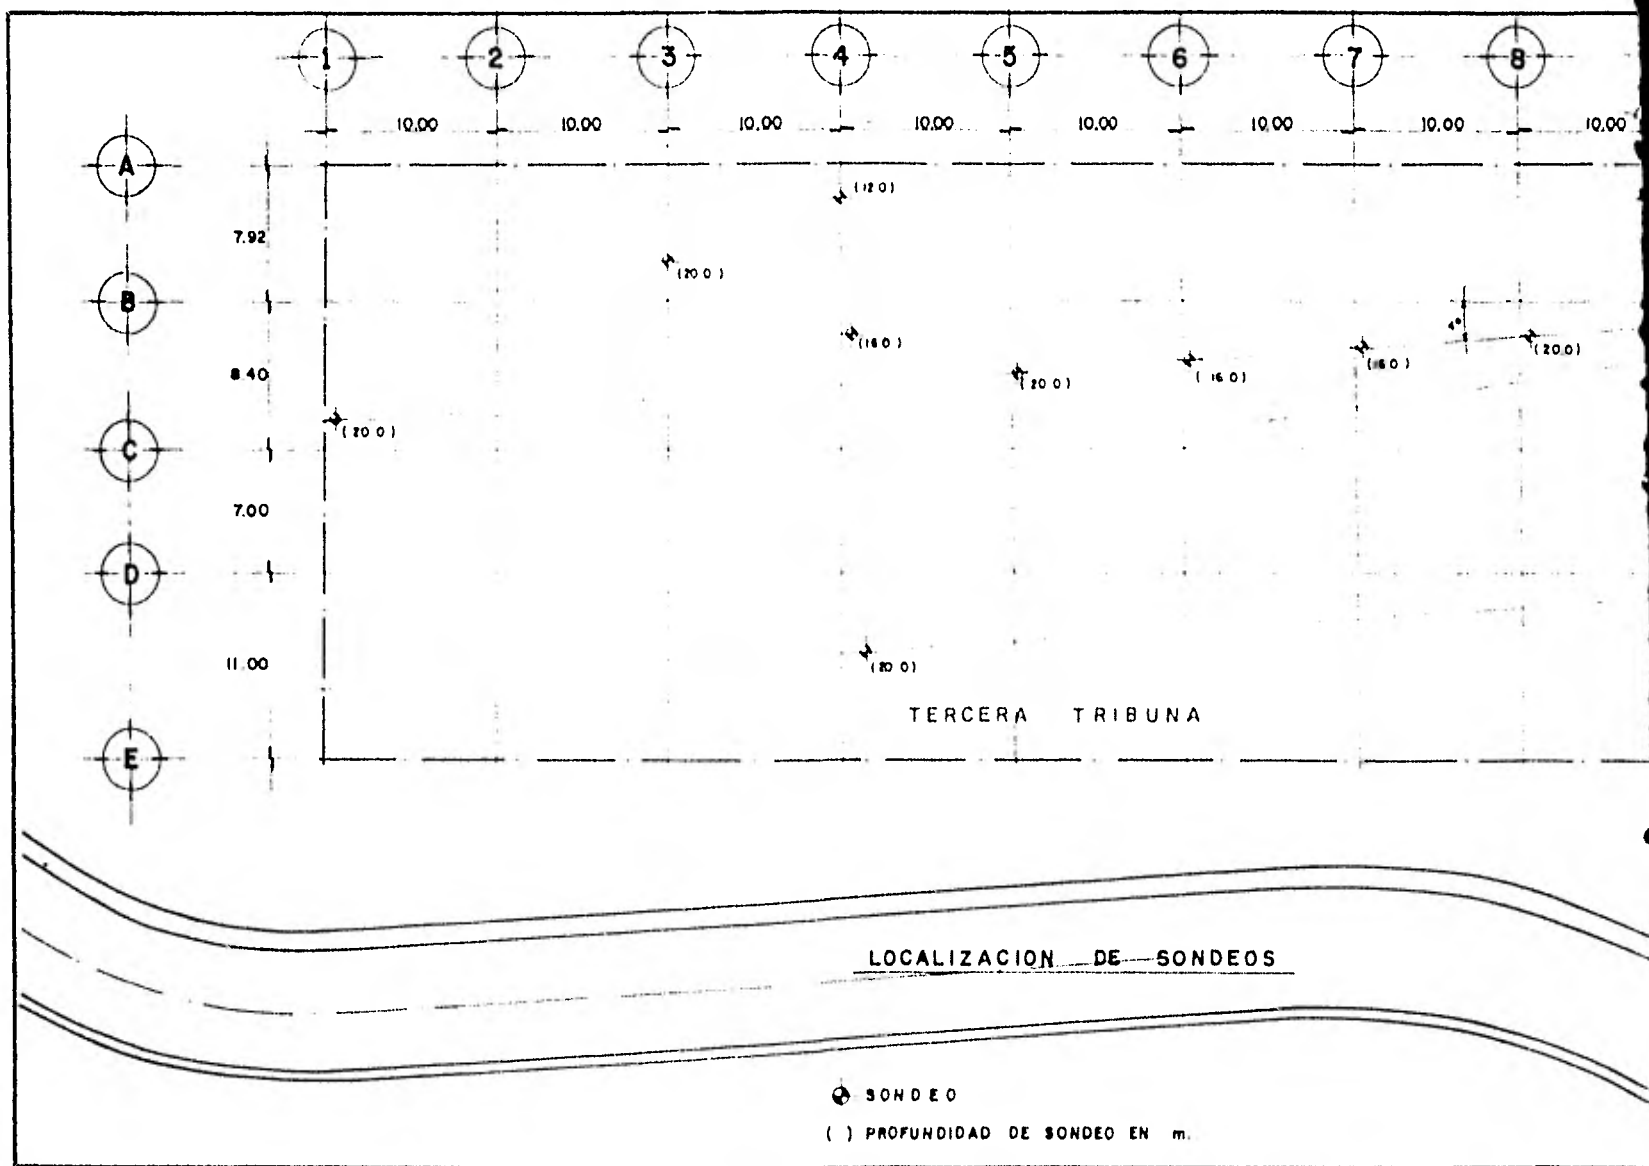 1 2 3 4 5 6 7 8
10.00 10.00 10.00 10.00 10.00 10.00 10.00 10.00
A
(12.0)
7.92
(20.0)
B
4°
(16.0) (20.0) (16.0) (16.0) (20.0)
8.40
(20.0)
C
7.00
D
11.00
(20.0)
TERCERA TRIBUNA
E
LOCALIZACION DE SONDEOS
SONDEO
( ) PROFUNDIDAD DE SONDEO EN m.